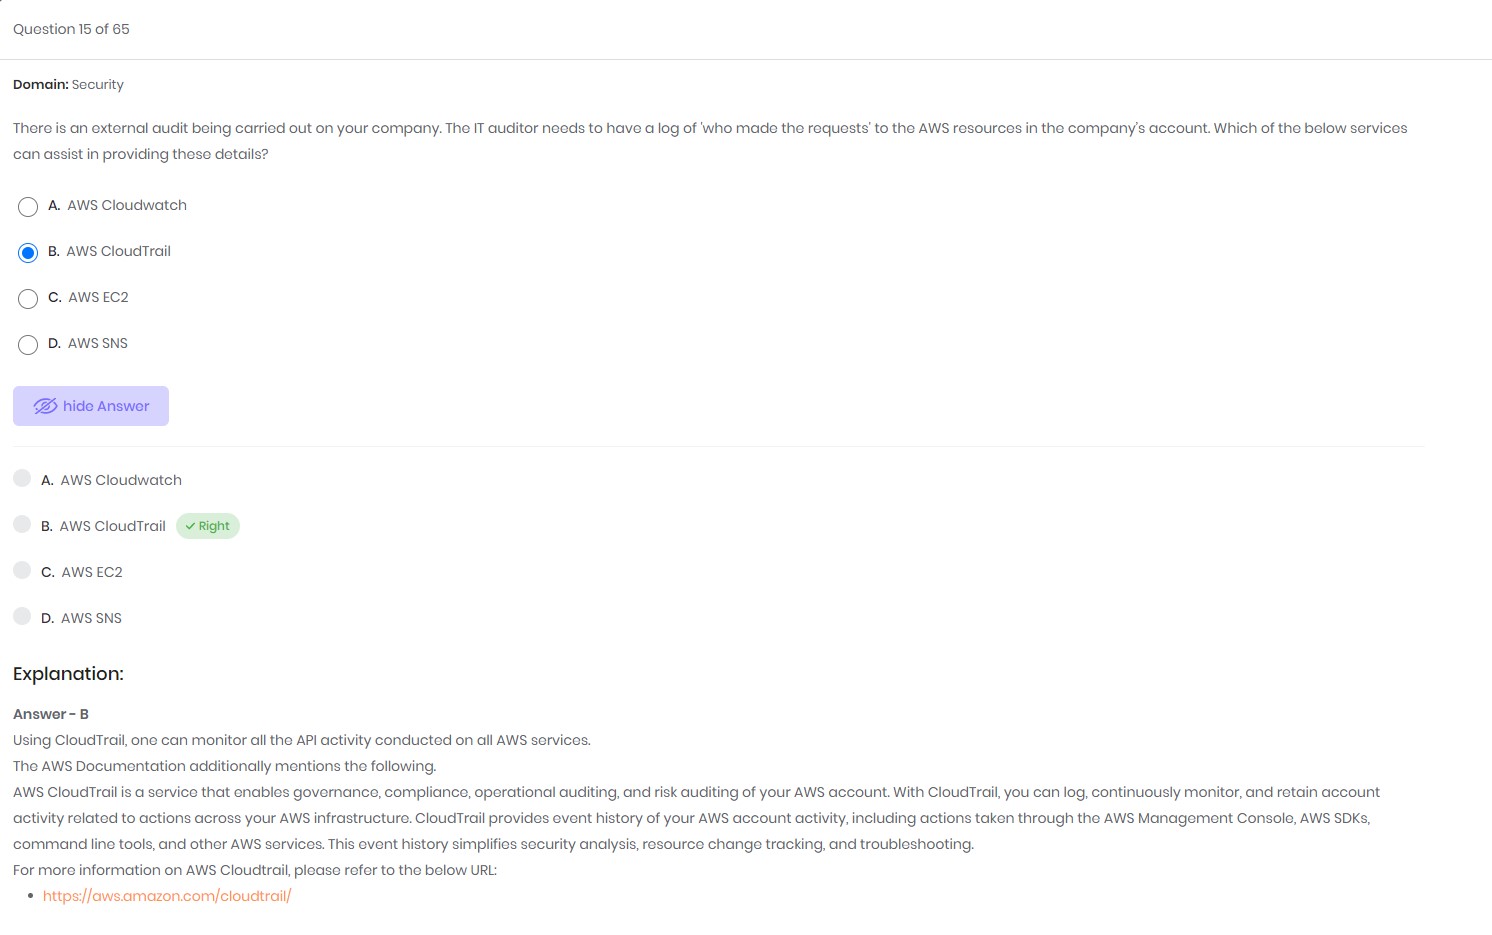 Question 15 of 65
Domain: Security
There is an external audit being carried out on your company. The IT auditor needs to have a log of 'who made the requests' to the AWS resources in the company's account. Which of the below services
can assist in providing these details?
A. AWS Cloudwatch
B. AWS CloudTrail
C. AWS EC2
D. AWS SNS
hide Answer
A. AWS Cloudwatch
B. AWS CloudTrail Right
C. AWS EC2
D. AWS SNS
Explanation:
Answer - B
Using CloudTrail, one can monitor all the API activity conducted on all AWS services.
The AWS Documentation additionally mentions the following.
AWS CloudTrail is a service that enables governance, compliance, operational auditing, and risk auditing of your AWS account. With CloudTrail, you can log, continuously monitor, and retain account
activity related to actions across your AWS infrastructure. CloudTrail provides event history of your AWS account activity, including actions taken through the AWS Management Console, AWS SDKs,
command line tools, and other AWS services. This event history simplifies security analysis, resource change tracking, and troubleshooting.
For more information on AWS Cloudtrail, please refer to the below URL:
• https://aws.amazon.com/cloudtrail/